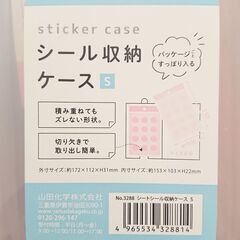 sticker case
シール収納
ケース S
パッケージごと
すっぽり入る
積み重ねても
ズレない形状。
切り欠きで
取り出し簡単。
外寸サイズ:約172×112×H31mm 内寸サイズ:約153×103×H22mm
山田化学株式会社
No.3288 シートシール収納ケース S
4 965534 328814